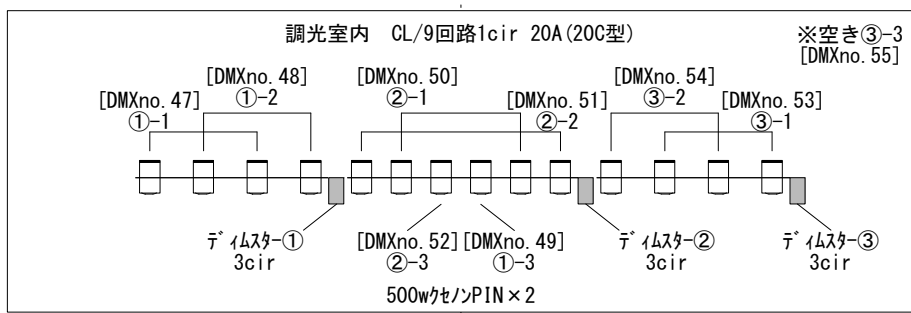 調光室内 CL/9回路1cir 20A(20C型)
※空き③-3
[DMXno. 55]
[DMXno. 47]
①-1
[DMXno. 48]
①-2
[DMXno. 50]
②-1
[DMXno. 51]
②-2
[DMXno. 54]
③-2
[DMXno. 53]
③-1
ディムスター①
3cir
[DMXno. 52]
②-3
[DMXno. 49]
①-3
ディムスター②
3cir
ディムスター③
3cir
500wクセノンPIN×2